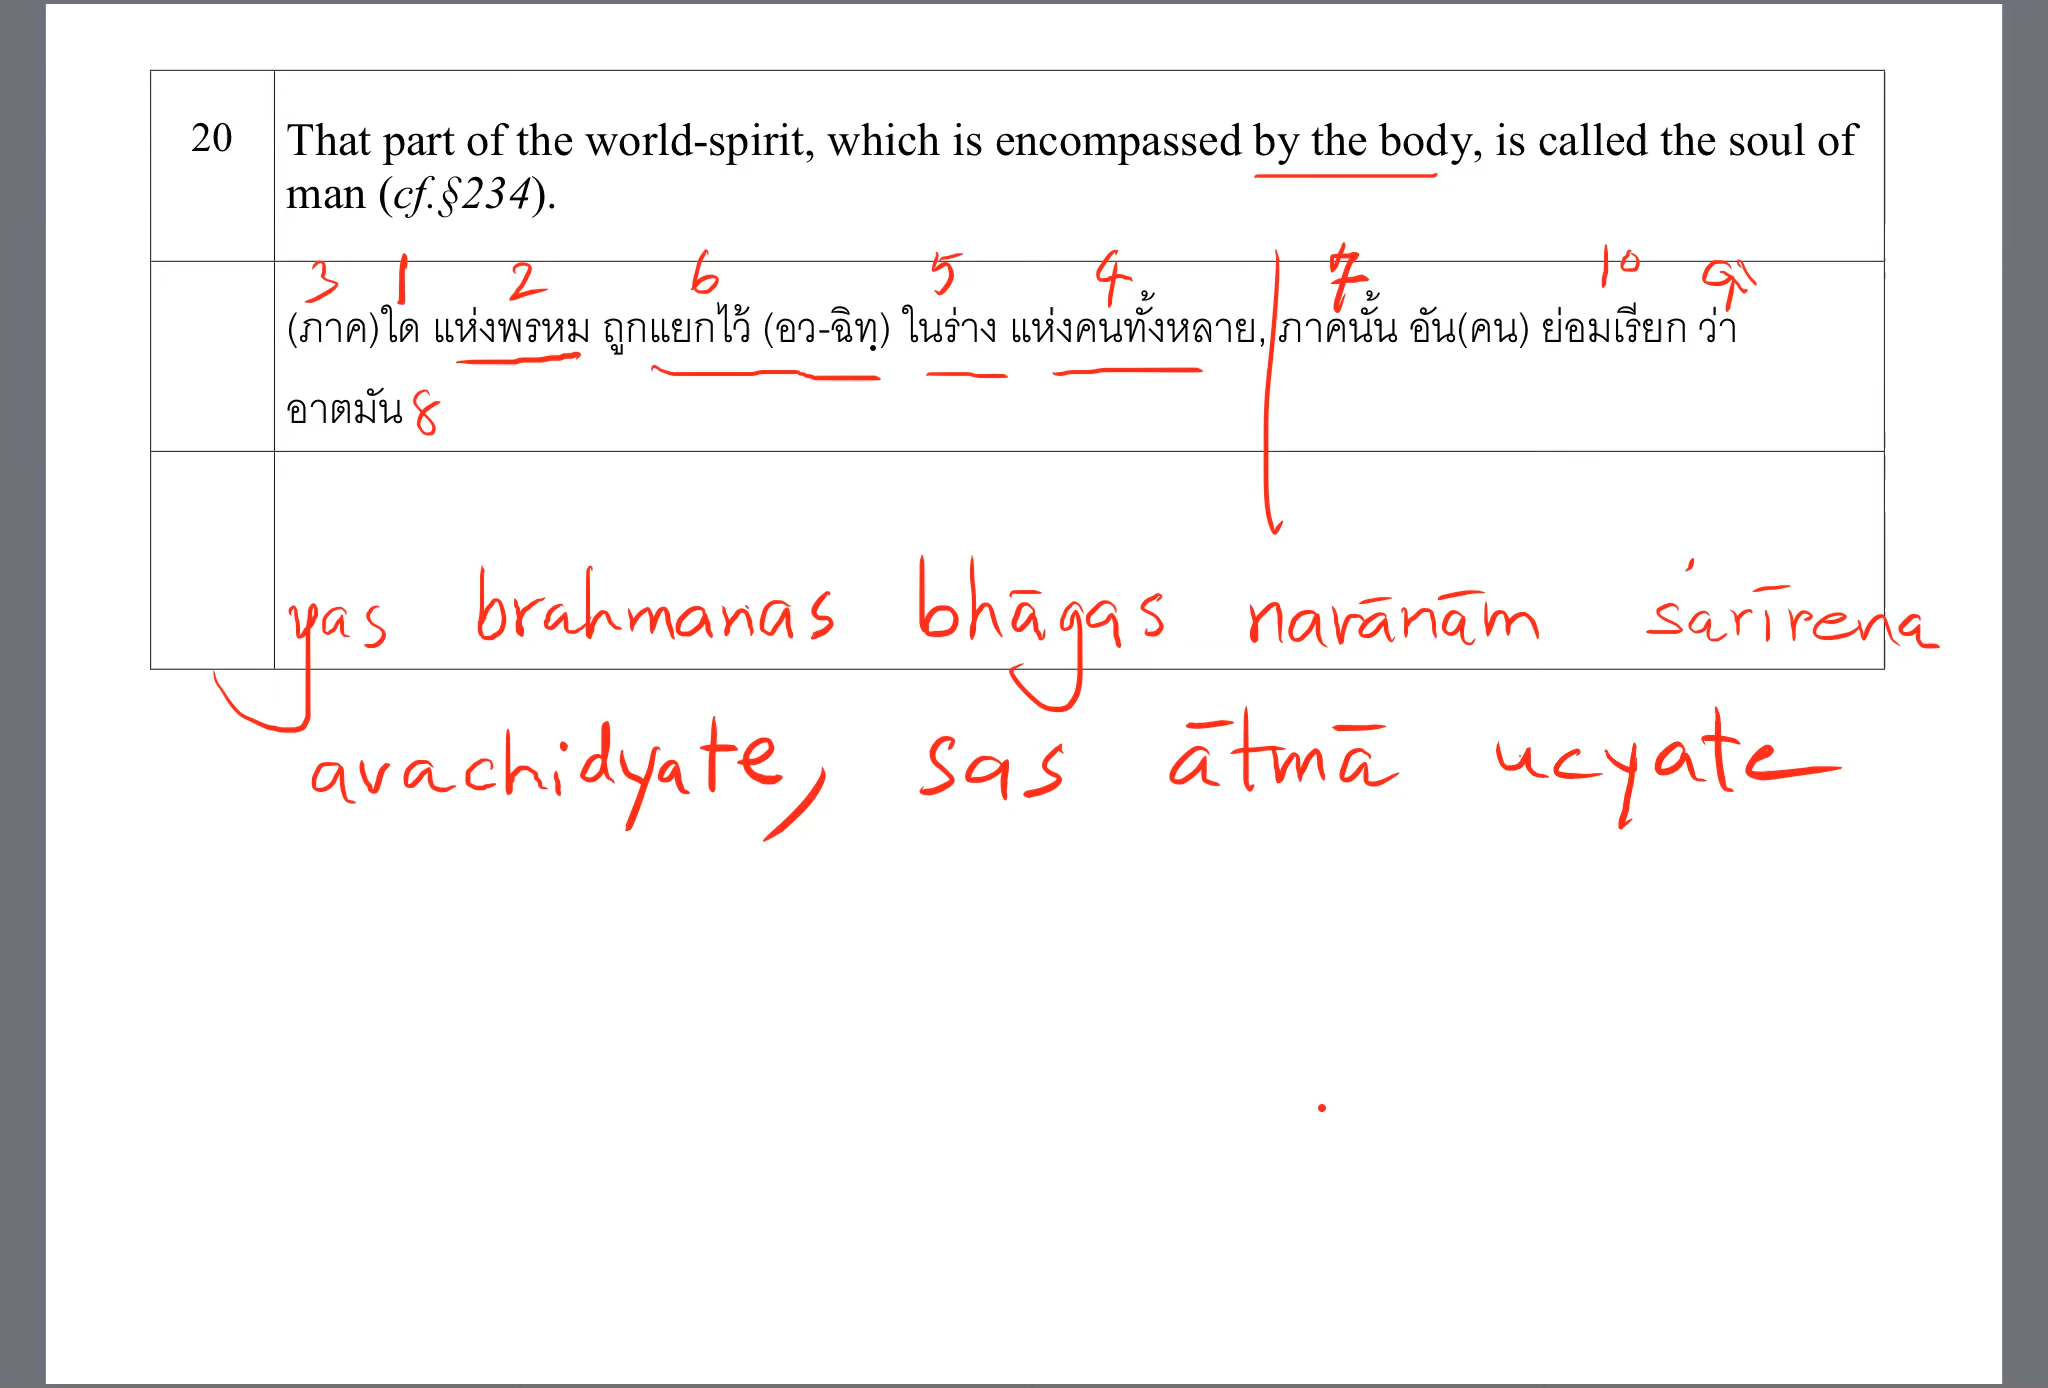 20
That part of the world-spirit, which is encompassed by the body, is called the soul of
man (cf.§234).
3 1 2 6 5 4 7 10 9
(ภาค)ใด แห่งพรหม ถูกแยกไว้ (อว-ฉิทฺ) ในร่าง แห่งคนทั้งหลาย, ภาคนั้น อัน(คน) ย่อมเรียก ว่า
อาตมัน 8
yas brahmanas bhāgas narānām śarīrena
avachidyate, sas ātmā ucyate